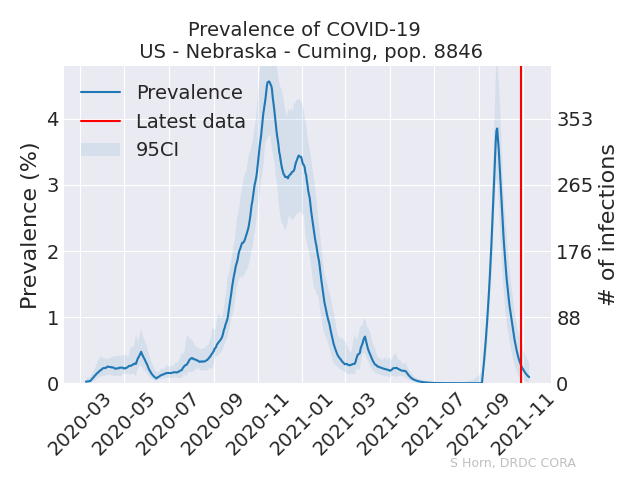 Prevalence of COVID-19
US - Nebraska - Cuming, pop. 8846
Prevalence
Latest data
95CI
Prevalence (%)
4
3
2
1
0
353
265
176
88
0
# of infections
2020-03
2020-05
2020-07
2020-09
2020-11
2021-01
2021-03
2021-05
2021-07
2021-09
2021-11
S Horn, DRDC CORA